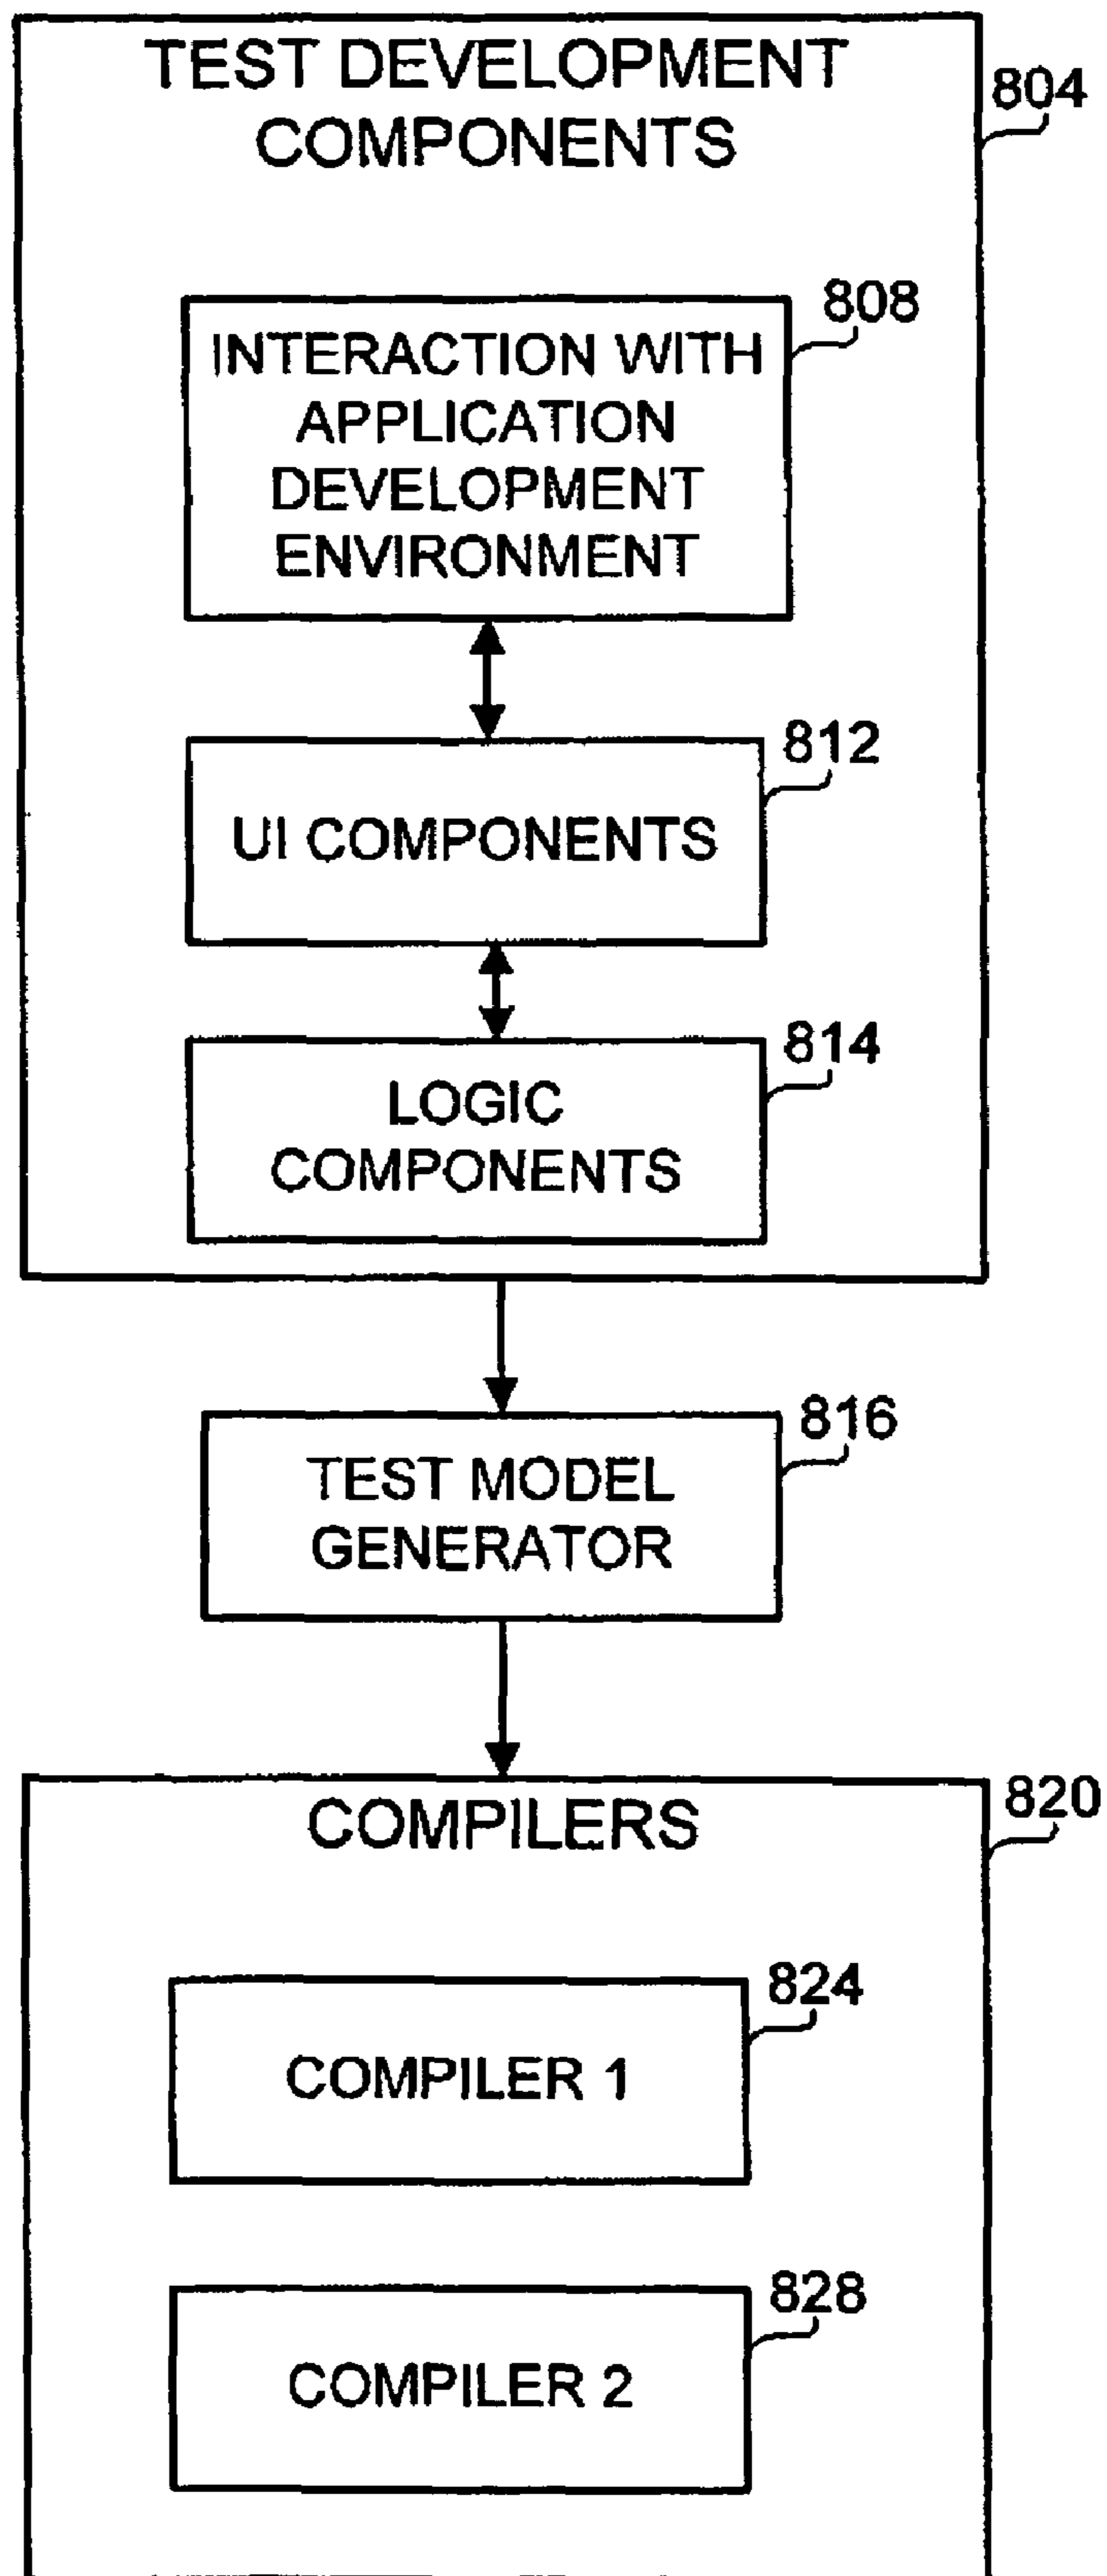 TEST DEVELOPMENT
COMPONENTS
804
808
INTERACTION WITH
APPLICATION
DEVELOPMENT
ENVIRONMENT
812
UI COMPONENTS
814
LOGIC
COMPONENTS
816
TEST MODEL
GENERATOR
820
COMPILERS
824
COMPILER 1
828
COMPILER 2